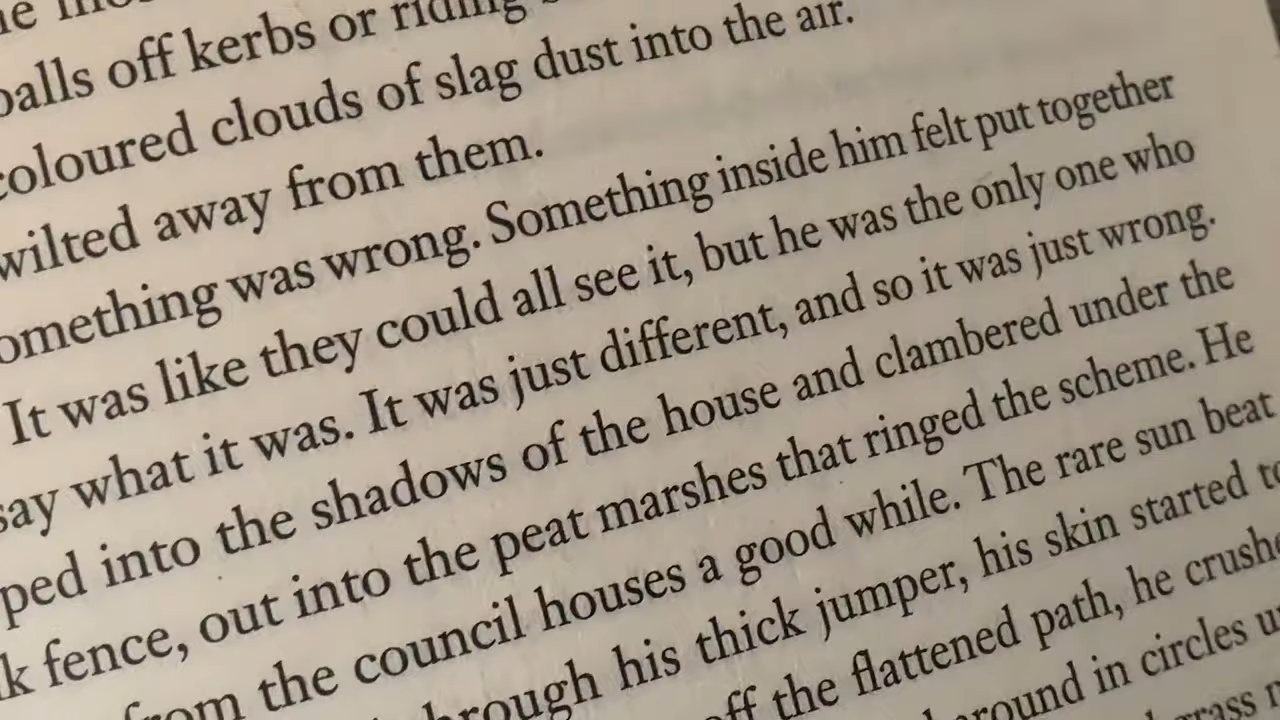 balls off kerbs or riding
coloured clouds of slag dust into the air.
wilted away from them.
omething was wrong. Something inside him felt put together
It was like they could all see it, but he was the only one who
say what it was. It was just different, and so it was just wrong.
ped into the shadows of the house and clambered under the
k fence, out into the peat marshes that ringed the scheme. He
from the council houses a good while. The rare sun beat
hrough his thick jumper, his skin started to
off the flattened path, he crushe
around in circles u
grass